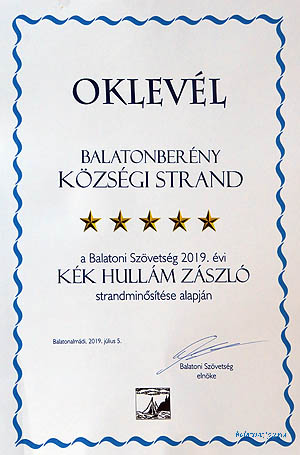 OKLEVÉL
BALATONBERÉNY
KÖZSÉGI STRAND
a Balatoni Szövetség 2019. évi
KÉK HULLÁM ZÁSZLÓ
strandminősítése alapján
Balatonalmádi, 2019. július 5.
Balatoni Szövetség
elnöke